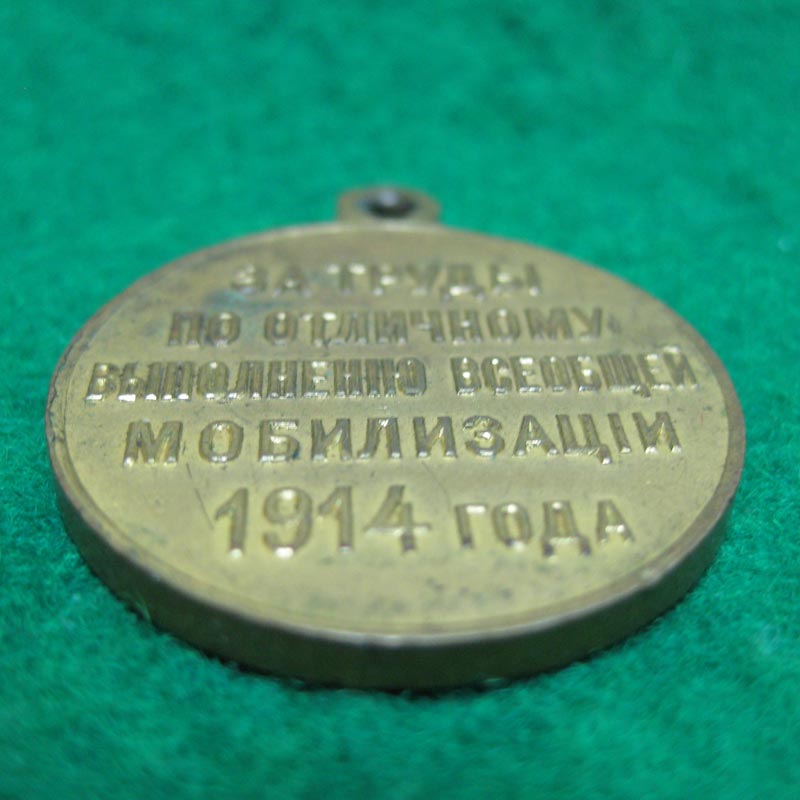 ЗА ТРУДЫ
ПО ОТЛИЧНОМУ
ВЫПОЛНЕНІЮ ВСЕОБЩЕЙ
МОБИЛИЗАЦІИ
1914 ГОДА